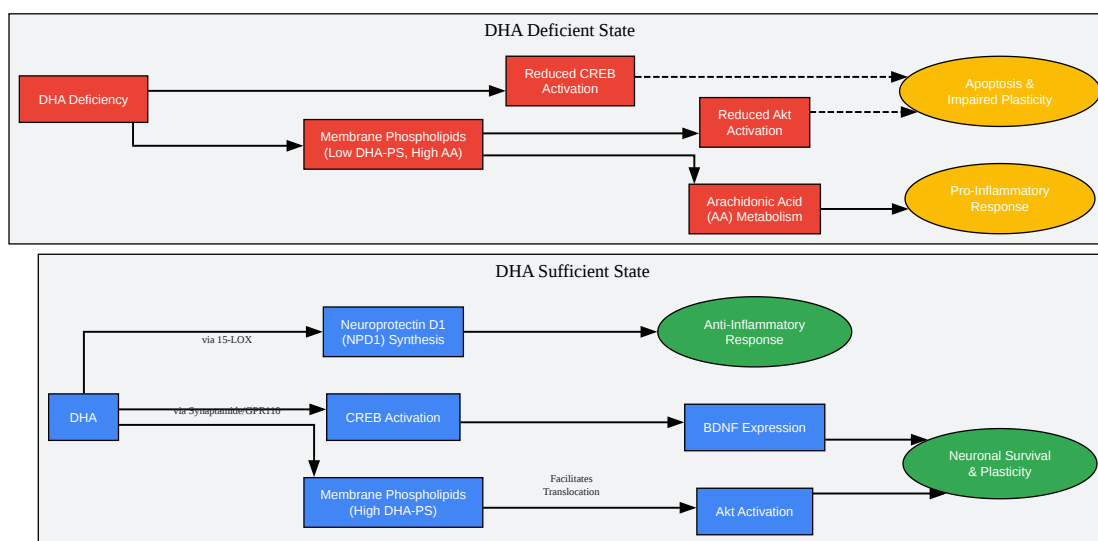 DHA Deficient State
DHA Deficiency
Reduced CREB
Activation
Apoptosis &
Impaired Plasticity
Membrane Phospholipids
(Low DHA-PS, High AA)
Reduced Akt
Activation
Arachidonic Acid
(AA) Metabolism
Pro-Inflammatory
Response
DHA Sufficient State
via 15-LOX
Neuroprotectin D1
(NPD1) Synthesis
Anti-Inflammatory
Response
DHA
via Synaptamide/GPR110
CREB Activation
BDNF Expression
Neuronal Survival
& Plasticity
Membrane Phospholipids
(High DHA-PS)
Facilitates
Translocation
Akt Activation